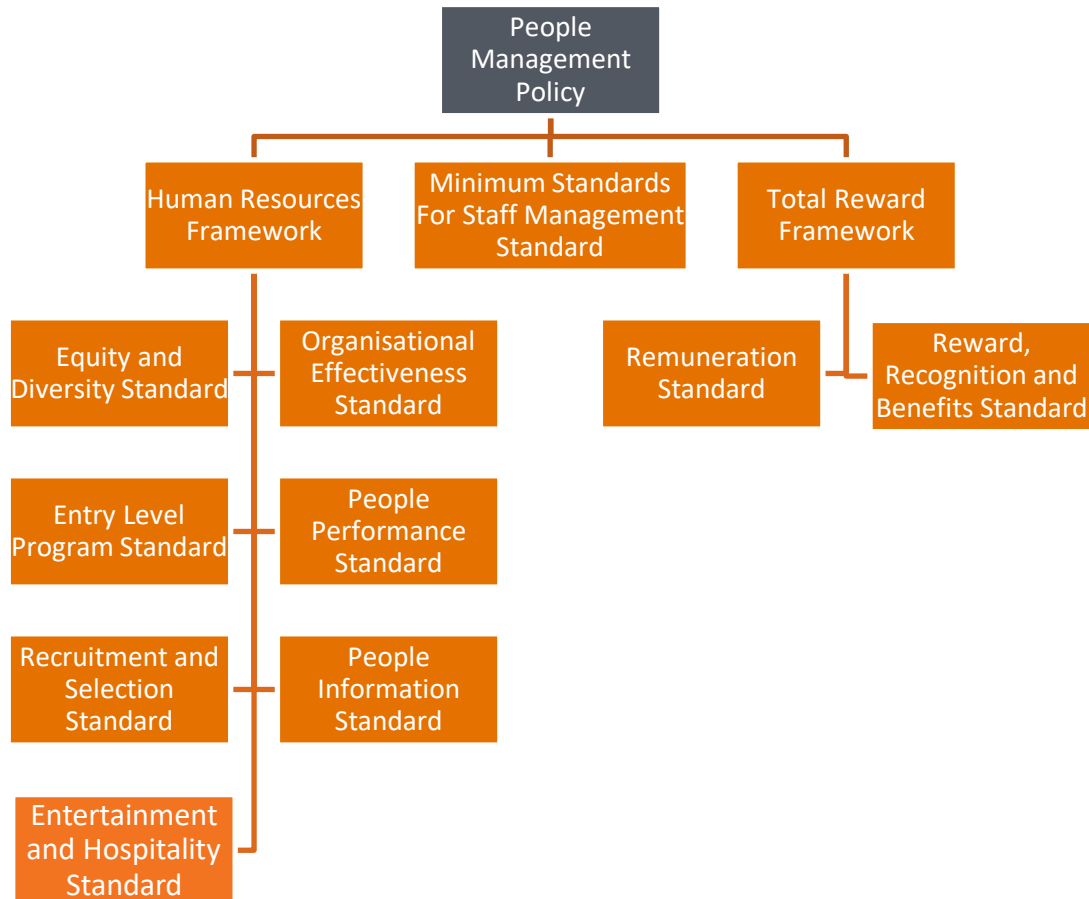 People
Management
Policy
Human Resources
Framework
Minimum Standards
For Staff Management
Standard
Total Reward
Framework
Equity and
Diversity Standard
Organisational
Effectiveness
Standard
Remuneration
Standard
Reward,
Recognition and
Benefits Standard
Entry Level
Program Standard
People
Performance
Standard
Recruitment and
Selection
Standard
People
Information
Standard
Entertainment
and Hospitality
Standard